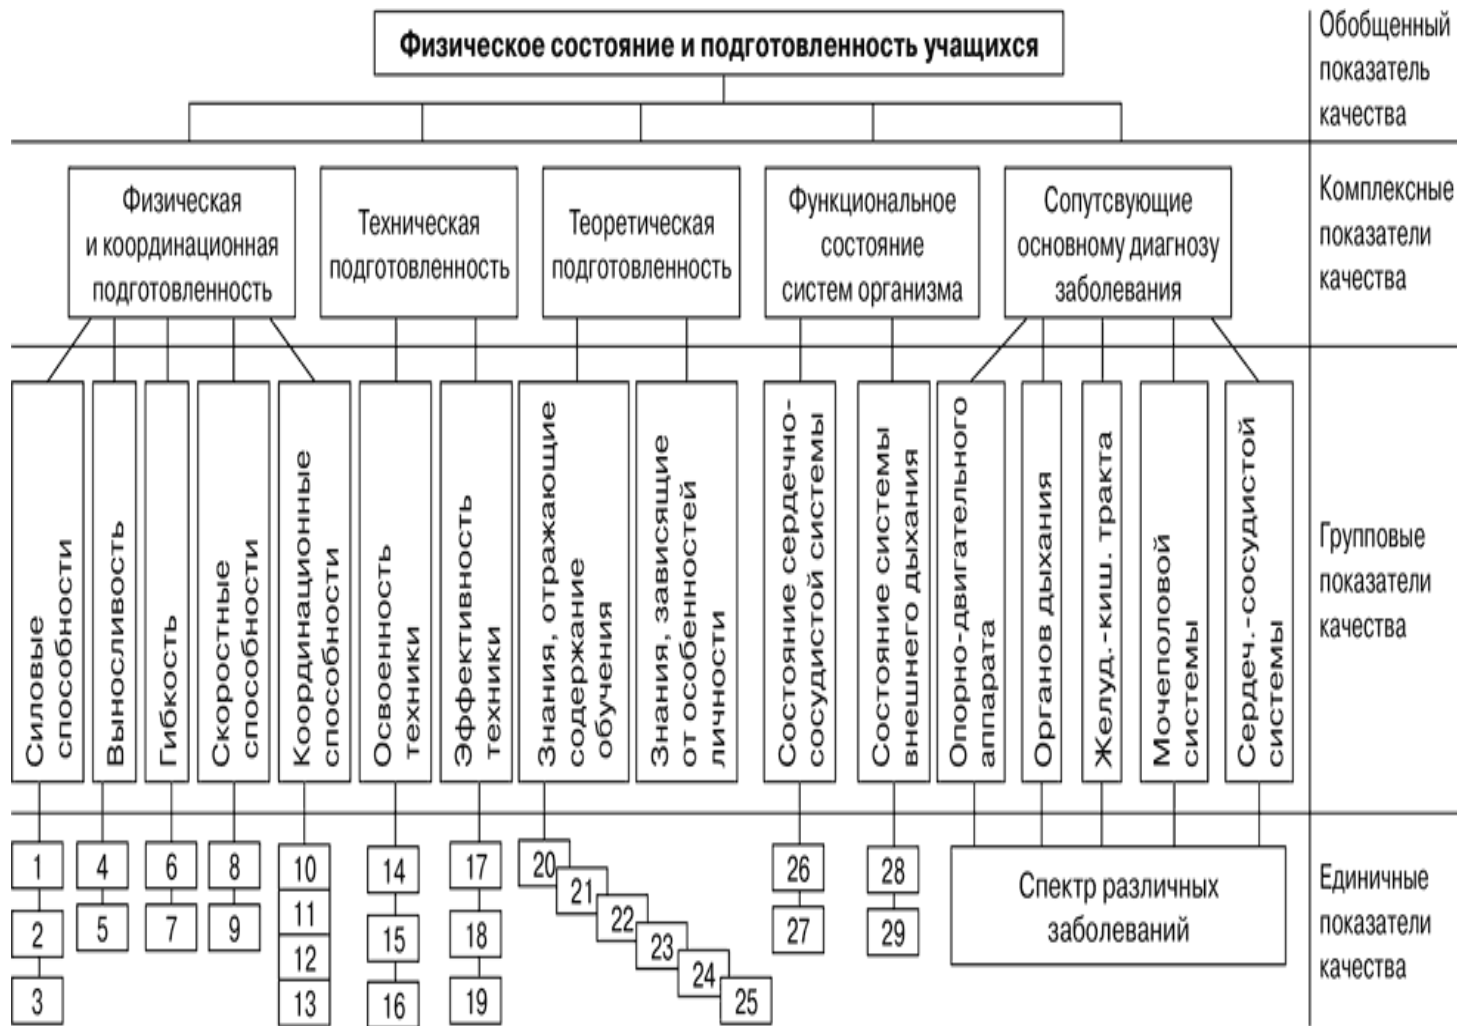 Физическое состояние и подготовленность учащихся
Обобщенный
показатель
качества
Физическая
и координационная
подготовленность
Техническая
подготовленность
Теоретическая
подготовленность
Функциональное
состояние
систем организма
Сопутсвующие
основному диагнозу
заболевания
Комплексные
показатели
качества
Силовые
способности
Выносливость
Гибкость
Скоростные
способности
Координационные
способности
Освоенность
техники
Эффективность
техники
Знания, отражающие
содержание
обучения
Знания, зависящие
от особенностей
личности
Состояние сердечно-
сосудистой системы
Состояние системы
внешнего дыхания
Опорно-двигательного
аппарата
Органов дыхания
Желуд.-киш. тракта
Мочеполовой
системы
Сердеч.-сосудистой
системы
Групповые
показатели
качества
1
2
3
4
5
6
7
8
9
10
11
12
13
14
15
16
17
18
19
20
21
22
23
24
25
26
27
28
29
Спектр различных
заболеваний
Единичные
показатели
качества